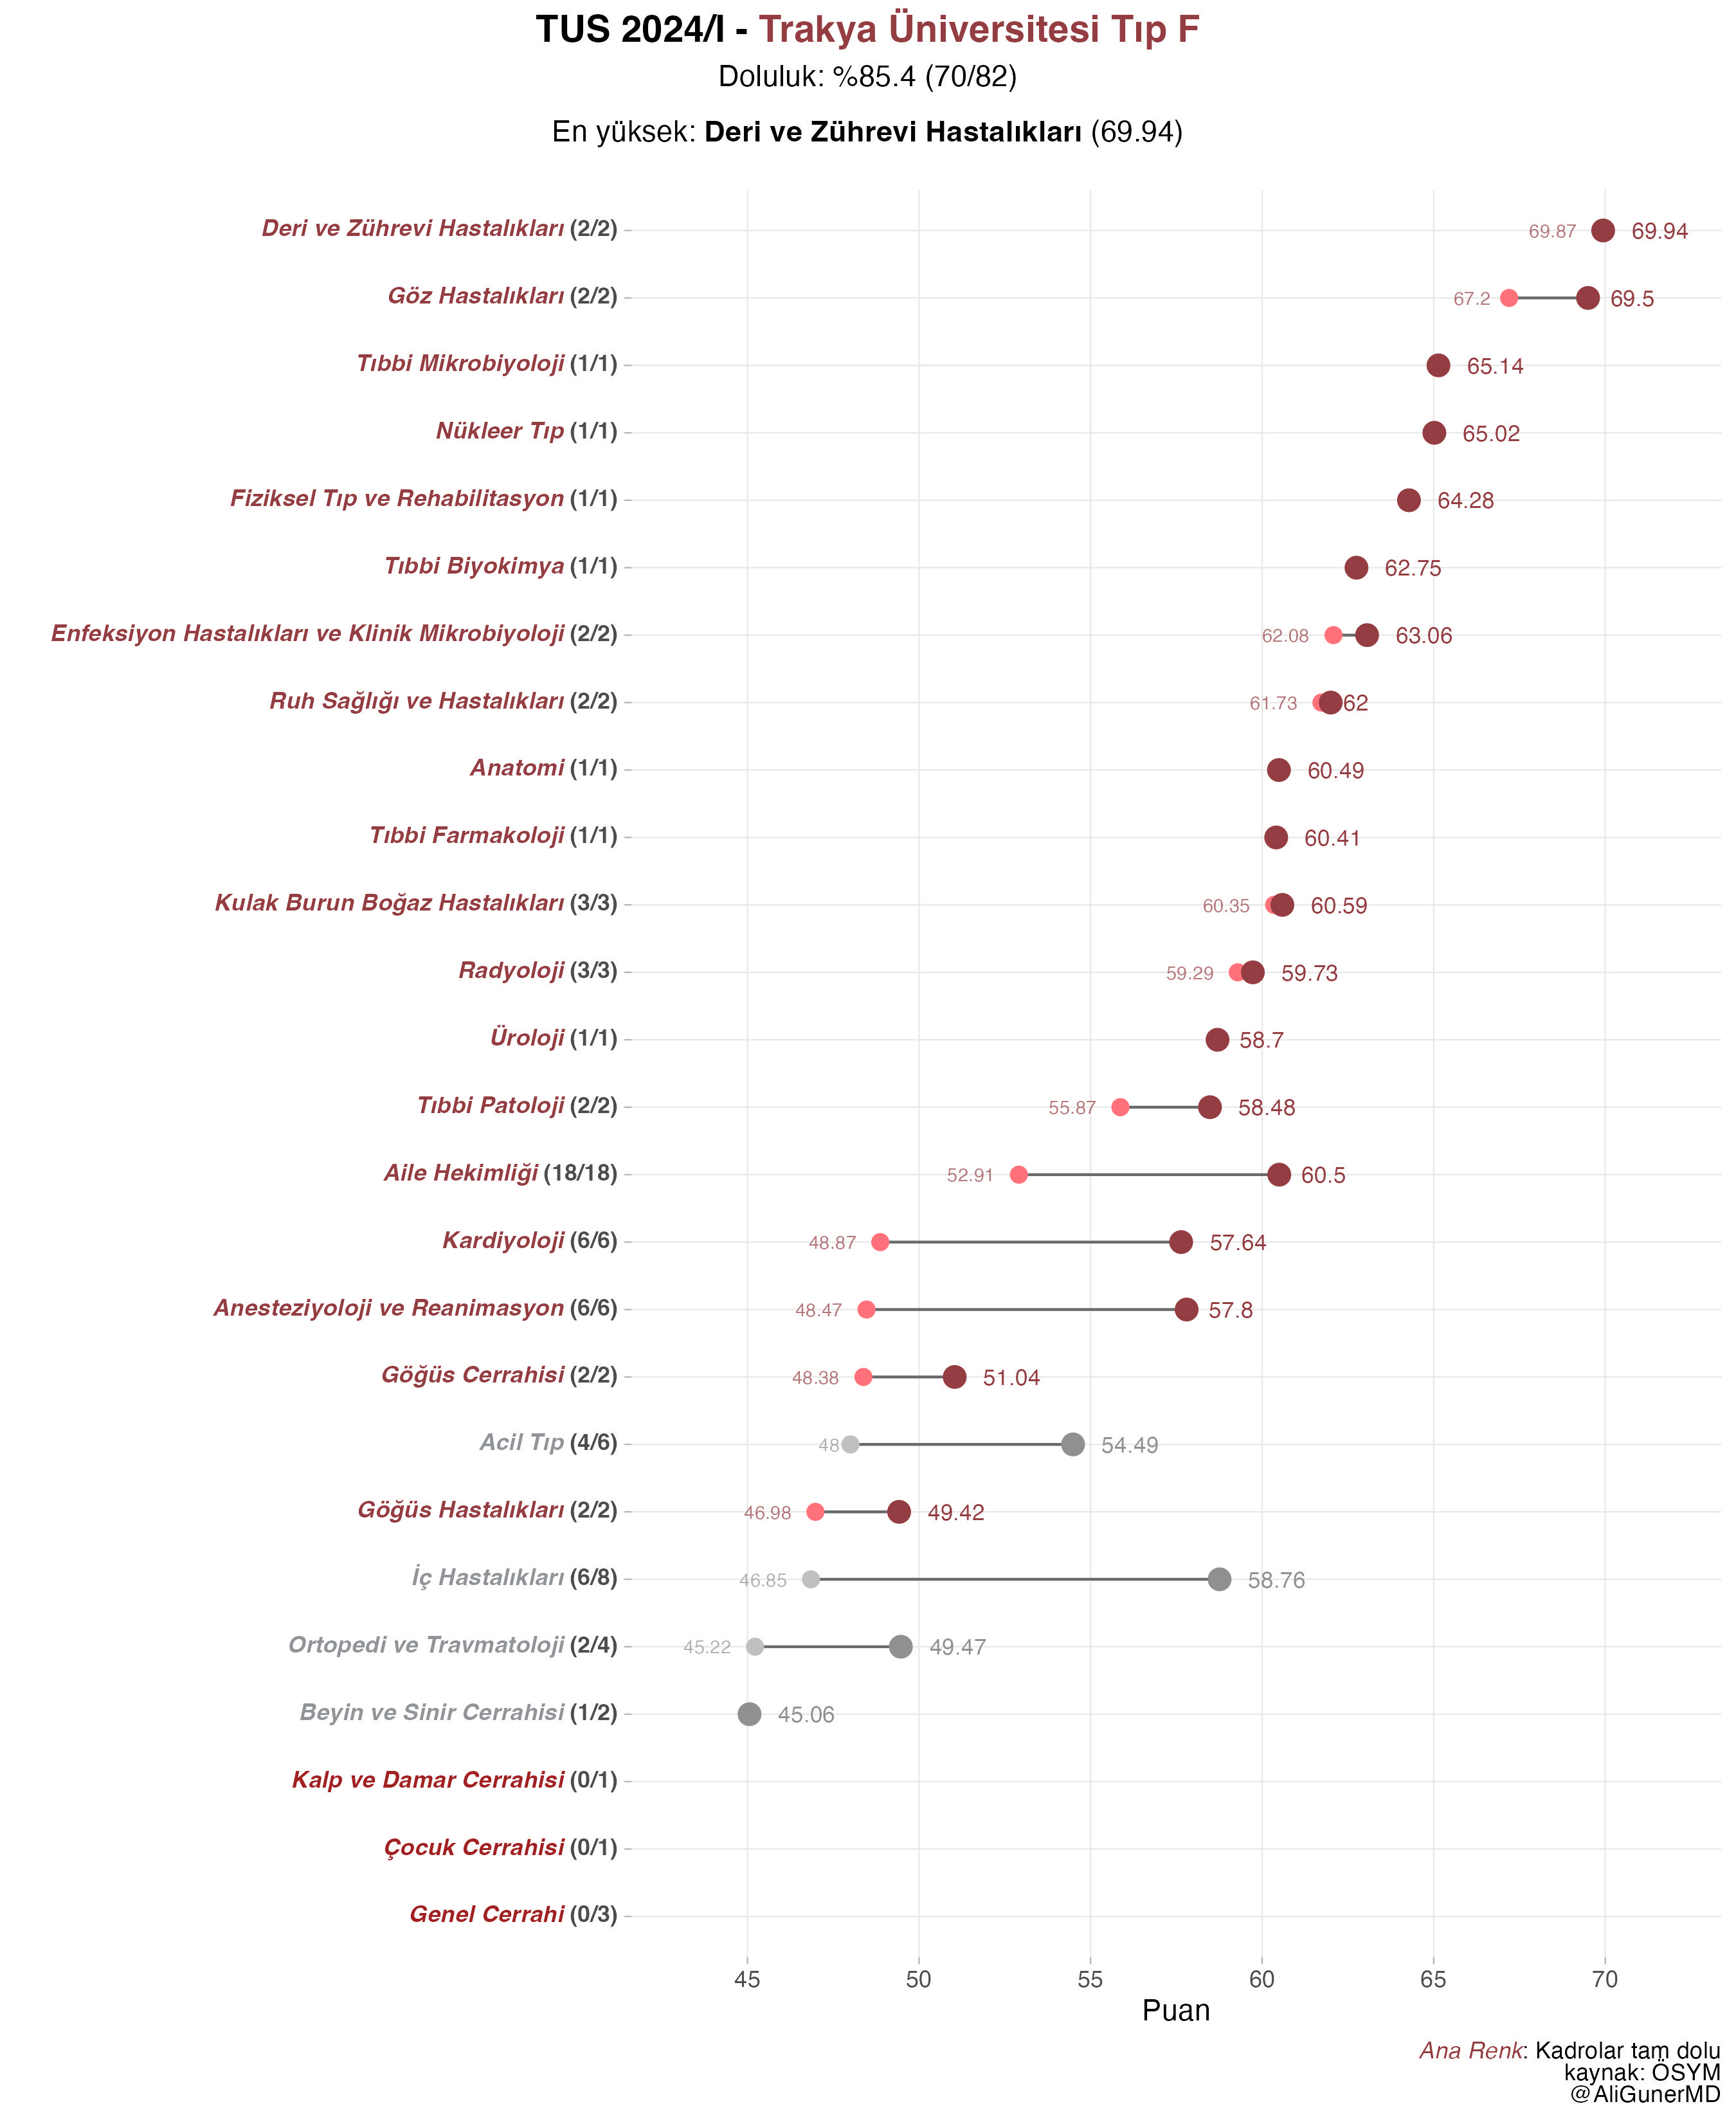 TUS 2024/I - Trakya Üniversitesi Tıp F
Doluluk: %85.4 (70/82)
En yüksek: Deri ve Zührevi Hastalıkları (69.94)
Deri ve Zührevi Hastalıkları (2/2) 69.87 69.94
Göz Hastalıkları (2/2) 67.2 69.5
Tıbbi Mikrobiyoloji (1/1) 65.14
Nükleer Tıp (1/1) 65.02
Fiziksel Tıp ve Rehabilitasyon (1/1) 64.28
Tıbbi Biyokimya (1/1) 62.75
Enfeksiyon Hastalıkları ve Klinik Mikrobiyoloji (2/2) 62.08 63.06
Ruh Sağlığı ve Hastalıkları (2/2) 61.73 62
Anatomi (1/1) 60.49
Tıbbi Farmakoloji (1/1) 60.41
Kulak Burun Boğaz Hastalıkları (3/3) 60.35 60.59
Radyoloji (3/3) 59.29 59.73
Üroloji (1/1) 58.7
Tıbbi Patoloji (2/2) 55.87 58.48
Aile Hekimliği (18/18) 52.91 60.5
Kardiyoloji (6/6) 48.87 57.64
Anesteziyoloji ve Reanimasyon (6/6) 48.47 57.8
Göğüs Cerrahisi (2/2) 48.38 51.04
Acil Tıp (4/6) 48 54.49
Göğüs Hastalıkları (2/2) 46.98 49.42
İç Hastalıkları (6/8) 46.85 58.76
Ortopedi ve Travmatoloji (2/4) 45.22 49.47
Beyin ve Sinir Cerrahisi (1/2) 45.06
Kalp ve Damar Cerrahisi (0/1)
Çocuk Cerrahisi (0/1)
Genel Cerrahi (0/3)
45 50 55 60 65 70
Puan
Ana Renk: Kadrolar tam dolu
kaynak: ÖSYM
@AliGunerMD